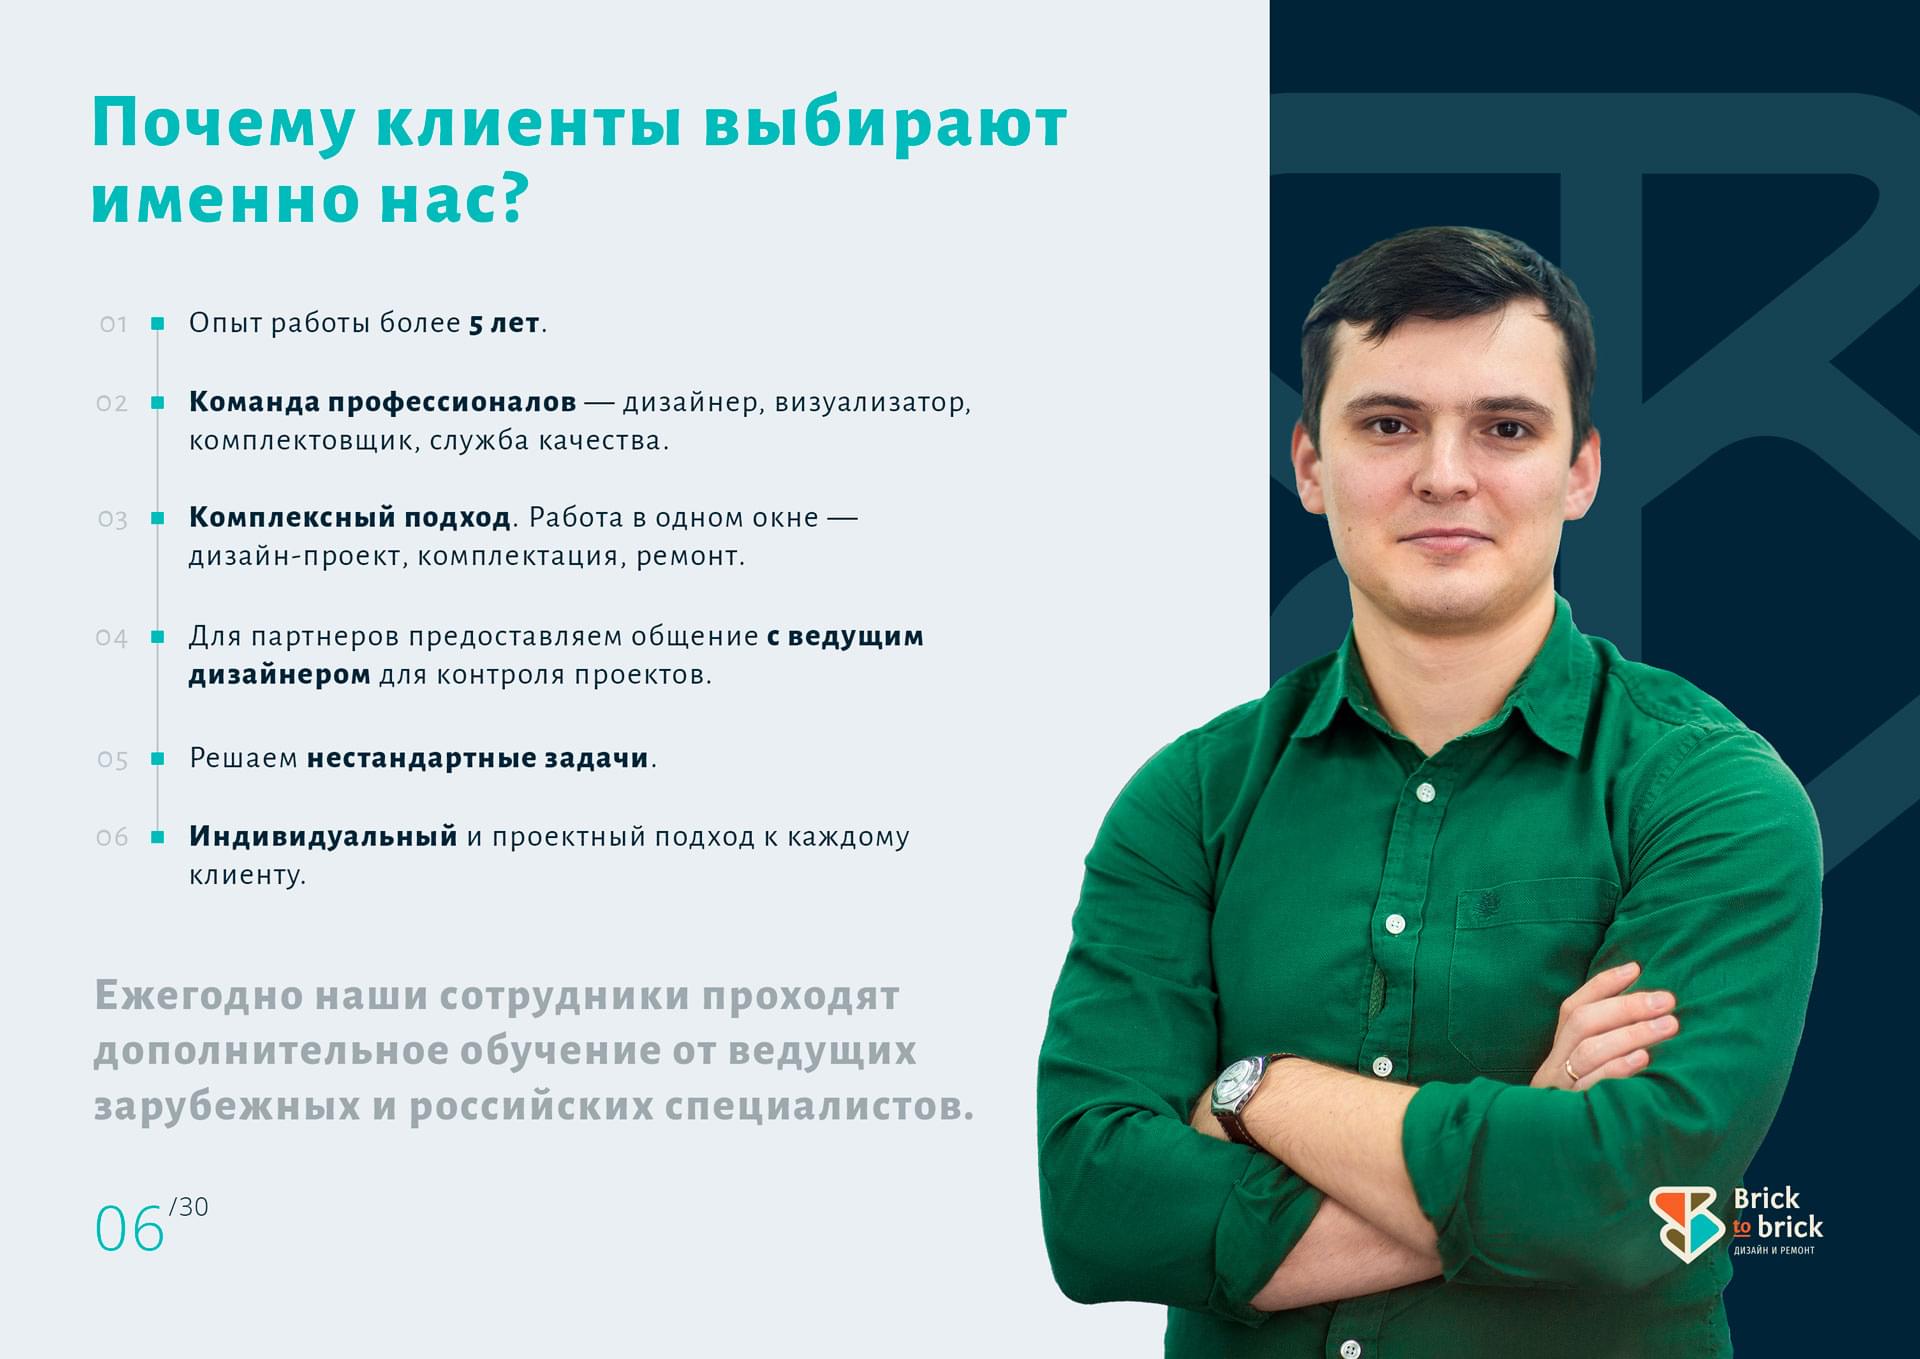 Почему клиенты выбирают
именно нас?
01 Опыт работы более 5 лет.
02 Команда профессионалов — дизайнер, визуализатор,
комплектовщик, служба качества.
03 Комплексный подход. Работа в одном окне —
дизайн-проект, комплектация, ремонт.
04 Для партнеров предоставляем общение с ведущим
дизайнером для контроля проектов.
05 Решаем нестандартные задачи.
06 Индивидуальный и проектный подход к каждому
клиенту.
Ежегодно наши сотрудники проходят
дополнительное обучение от ведущих
зарубежных и российских специалистов.
06/30
Brick
to brick
ДИЗАЙН И РЕМОНТ